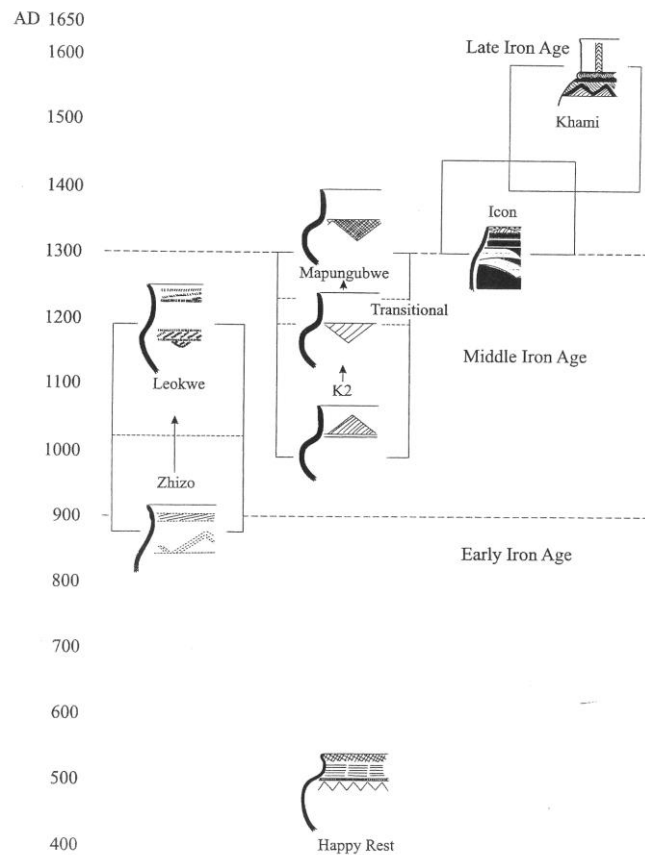 AD 1650
1600
Late Iron Age
1500
Khami
1400
Icon
1300
Mapungubwe
Transitional
1200
Middle Iron Age
Leokwe
K2
1100
1000
Zhizo
900
Early Iron Age
800
700
600
500
400
Happy Rest